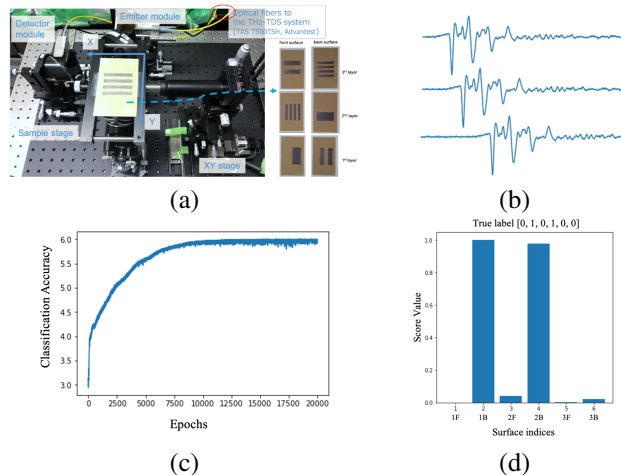 Emitter module
Optical fibers to
the THz-TDS system
(TAS 7300TSH, Advantest)
Detector
module
X
Y
Sample stage
XY stage
front surface
back surface
3rd layer
2nd layer
1st layer
(a)
(b)
Classification Accuracy
6.0
5.5
5.0
4.5
4.0
3.5
3.0
0
2500
5000
7500
10000
12500
15000
17500
20000
Epochs
(c)
True label [0, 1, 0, 1, 0, 0]
Score Value
1.0
0.8
0.6
0.4
0.2
0.0
1 2 3 4 5 6
1F 1B 2F 2B 3F 3B
Surface indices
(d)